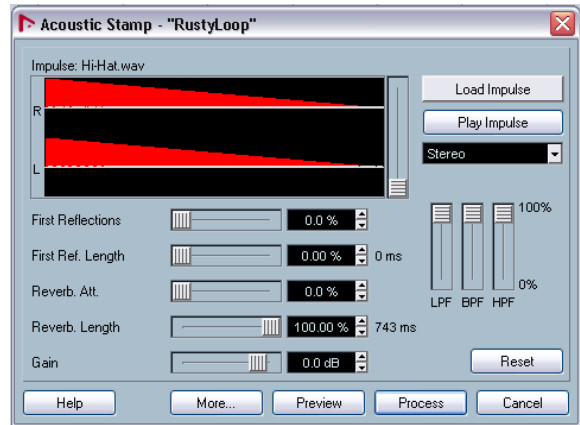 Acoustic Stamp - "RustyLoop"
Impulse: Hi-Hat.wav
R
L
Load Impulse
Play Impulse
Stereo
First Reflections 0.0 %
First Ref. Length 0.00 % 0 ms
Reverb. Att. 0.0 %
Reverb. Length 100.00 % 743 ms
Gain 0.0 dB
100%
0%
LPF BPF HPF
Reset
Help More... Preview Process Cancel